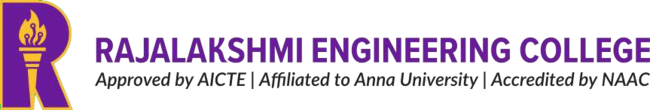 RAJALAKSHMI ENGINEERING COLLEGE
Approved by AICTE | Affiliated to Anna University | Accredited by NAAC